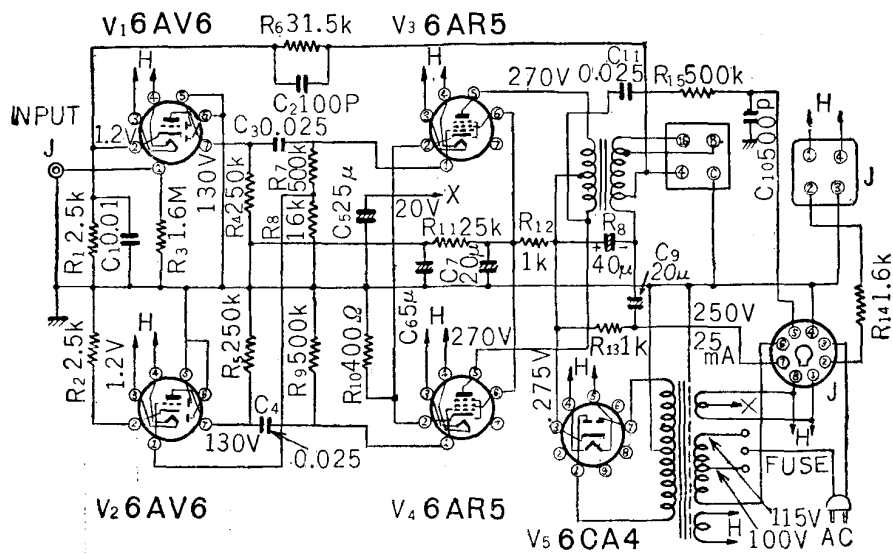 V₁ 6AV6
R₆ 31.5k
V₃ 6AR5
C₂ 100P
C₁₁ 0.025
R₁₅ 500k
270V
H
H
H
INPUT
J
1.2V
C₃ 0.025
130V
R₄ 250k
R₇ 500k
R₈ 16k
C₅ 25μ
20V
X
C₁₀ 500p
J
R₁ 2.5k
C₁ 0.01
R₃ 1.6M
R₁₁ 25k
R₁₂ 1k
R₈
40μ
C₇ 20μ
C₉ 20μ
R₁₄ 1.6k
R₂ 2.5k
1.2V
H
R₅ 250k
R₉ 500k
R₁₀ 400Ω
C₆ 5μ
H
270V
R₁₃ 1k
250V
25mA
J
275V
H
C₄
130V
0.025
X
H
FUSE
115V
100V
AC
H
V₂ 6AV6
V₄ 6AR5
V₅ 6CA4